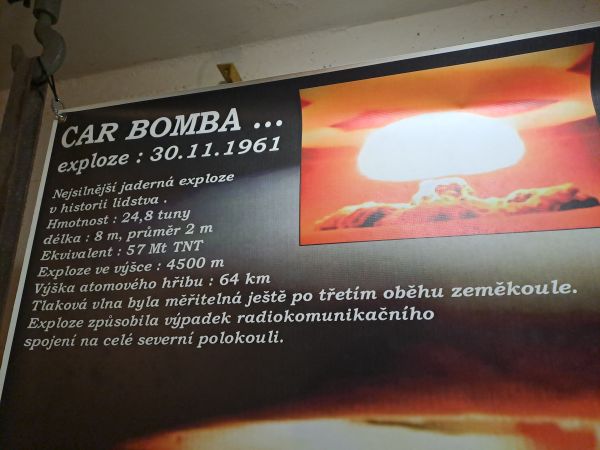 CAR BOMBA ...
exploze : 30.11.1961
Nejsilnější jaderná exploze
v historii lidstva .
Hmotnost : 24,8 tuny
délka : 8 m, průměr 2 m
Ekvivalent : 57 Mt TNT
Exploze ve výšce : 4500 m
Výška atomového hřibu : 64 km
Tlaková vlna byla měřitelná ještě po třetím oběhu zeměkoule.
Exploze způsobila výpadek radiokomunikačního
spojení na celé severní polokouli.